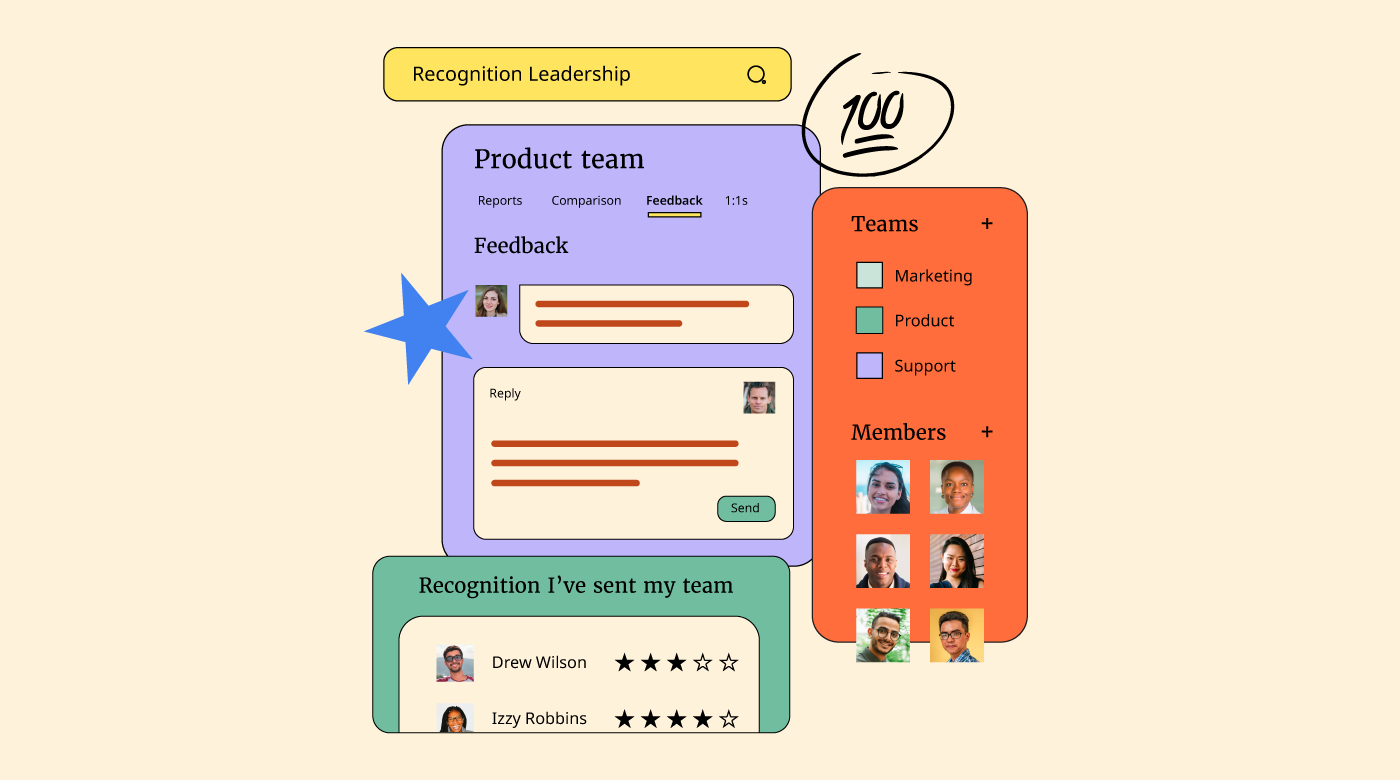 Recognition Leadership
100
Product team
Reports Comparison Feedback 1:1s
Feedback
Reply
Send
Teams +
Marketing
Product
Support
Members +
Recognition I’ve sent my team
Drew Wilson
Izzy Robbins